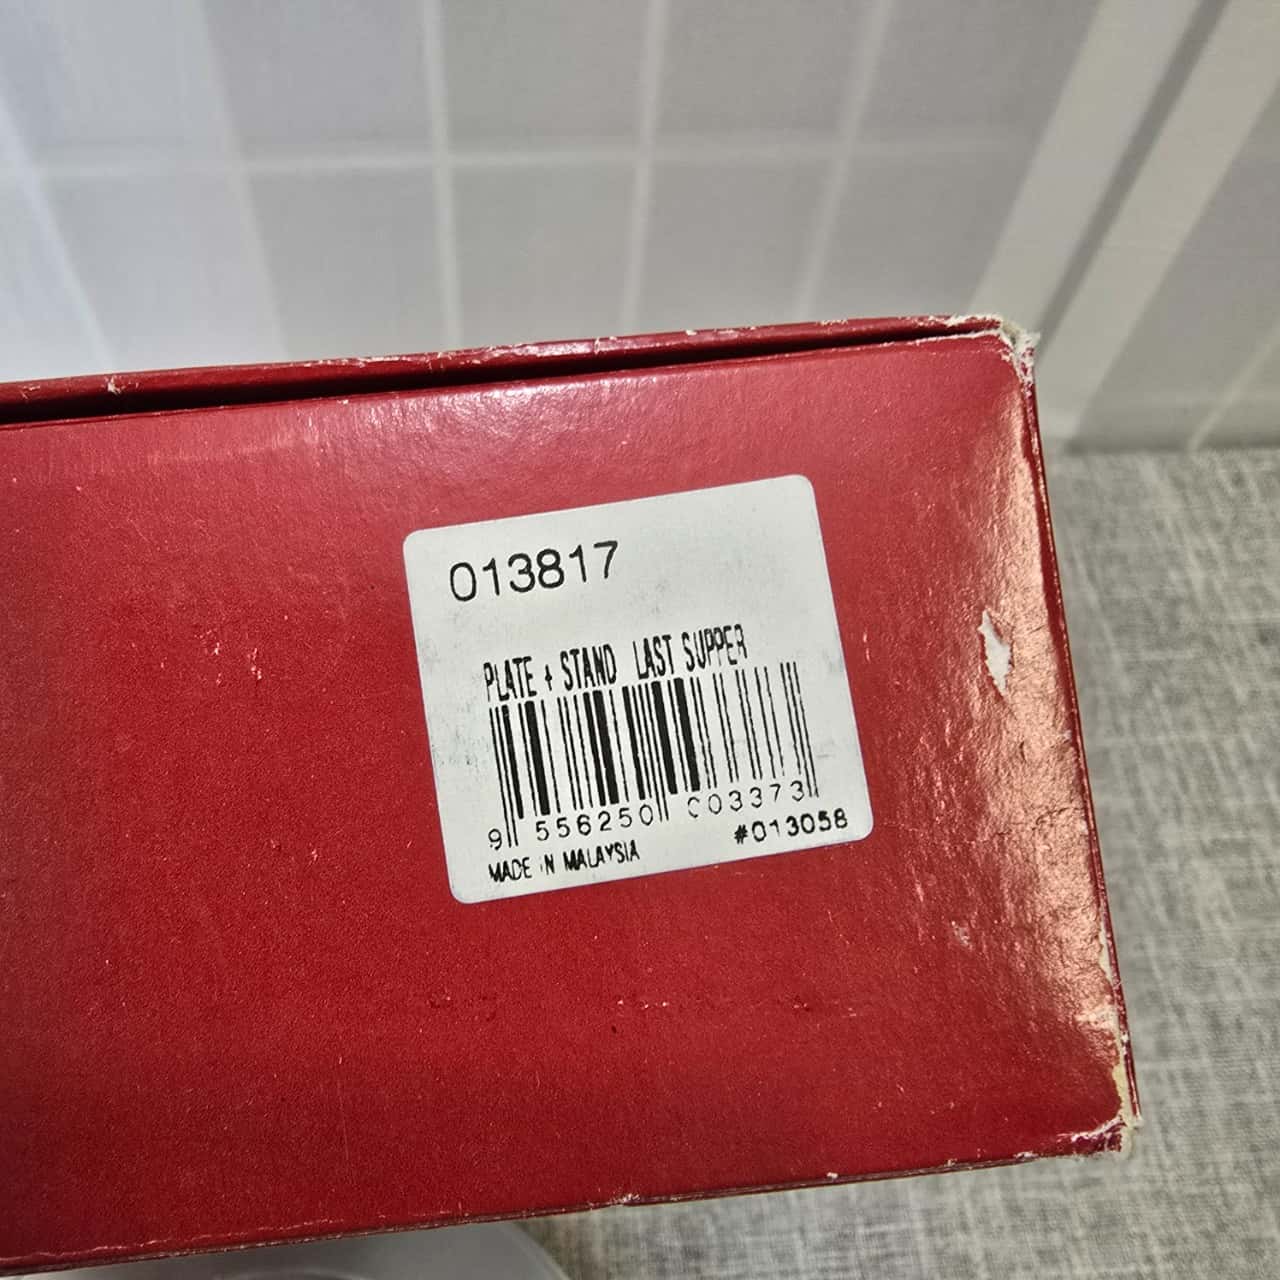 013817
PLATE + STAND LAST SUPPER
9 556250 003373
#013058
MADE IN MALAYSIA